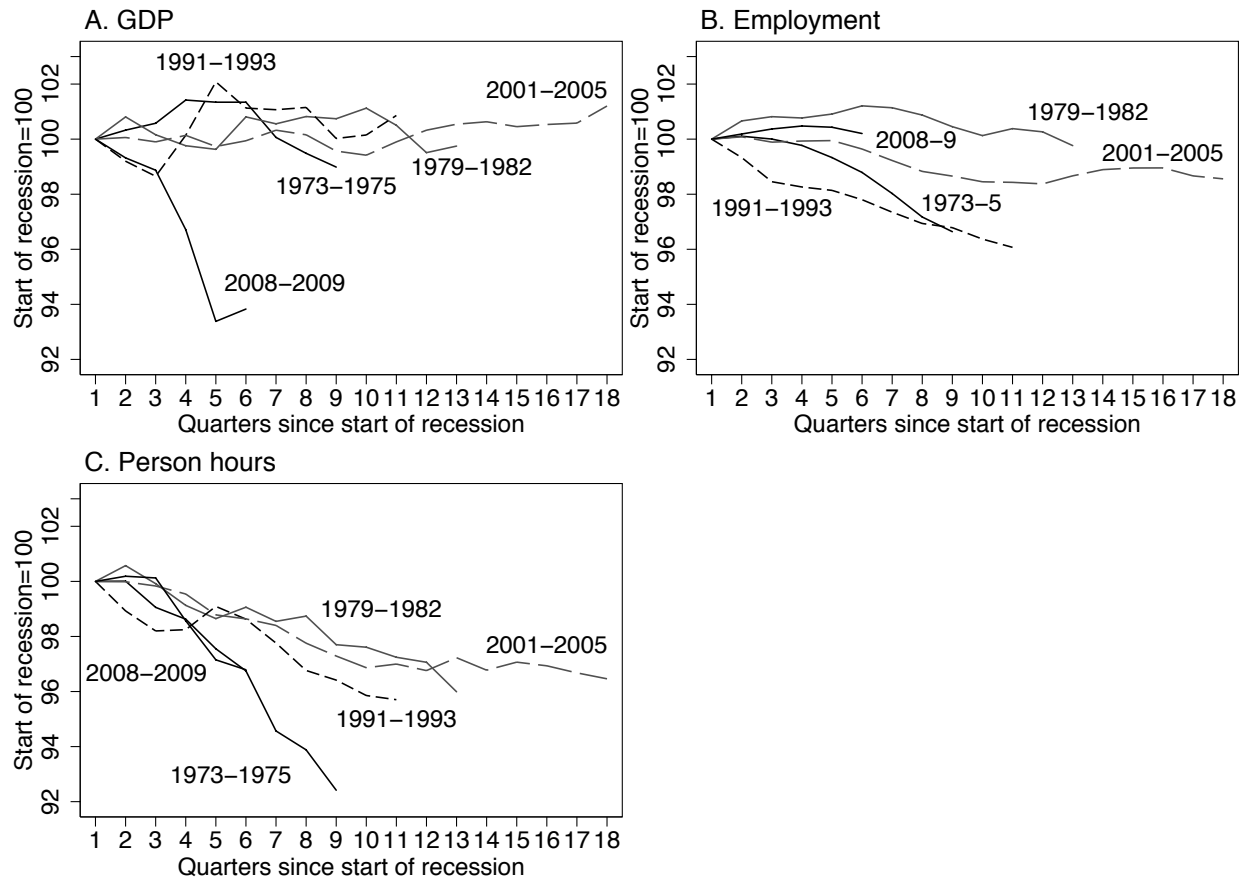 A. GDP
Start of recession=100
92 94 96 98 100 102
1991−1993
2001−2005
1979−1982
1973−1975
2008−2009
1 2 3 4 5 6 7 8 9 10 11 12 13 14 15 16 17 18
Quarters since start of recession
B. Employment
Start of recession=100
92 94 96 98 100 102
1979−1982
2008−9
2001−2005
1973−5
1991−1993
1 2 3 4 5 6 7 8 9 10 11 12 13 14 15 16 17 18
Quarters since start of recession
C. Person hours
Start of recession=100
92 94 96 98 100 102
1979−1982
2001−2005
2008−2009
1991−1993
1973−1975
1 2 3 4 5 6 7 8 9 10 11 12 13 14 15 16 17 18
Quarters since start of recession